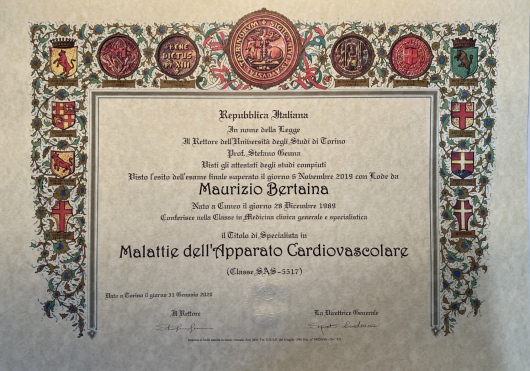 Repubblica Italiana
In nome della Legge
Il Rettore dell'Università degli Studi di Torino
Prof. Stefano Geuna
Visti gli attestati degli studi compiuti
Visto l'esito dell'esame finale superato il giorno 6 Novembre 2019 con Lode da
Maurizio Bertaina
Nato a Cuneo il giorno 28 Dicembre 1989
Conferisce nella Classe in Medicina clinica generale e specialistica
il Titolo di Specialista in
Malattie dell'Apparato Cardiovascolare
(Classe SAS-5517)
Dato a Torino il giorno 31 Gennaio 2020
Il Rettore
La Direttrice Generale